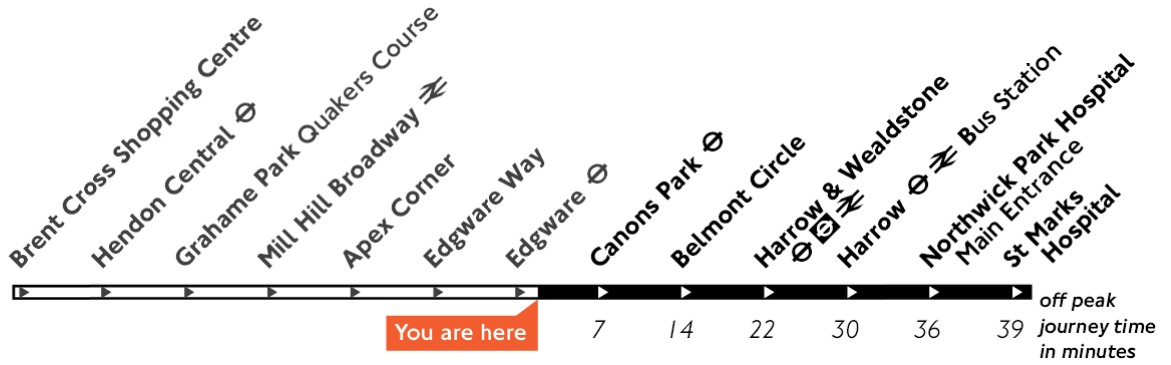 Brent Cross Shopping Centre
Hendon Central
Grahame Park Quakers Course
Mill Hill Broadway
Apex Corner
Edgware Way
Edgware
Canons Park
Belmont Circle
Harrow & Wealdstone
Harrow Bus Station
Northwick Park Hospital
Main Entrance
St Marks
Hospital
You are here
7 14 22 30 36 39
off peak
journey time
in minutes